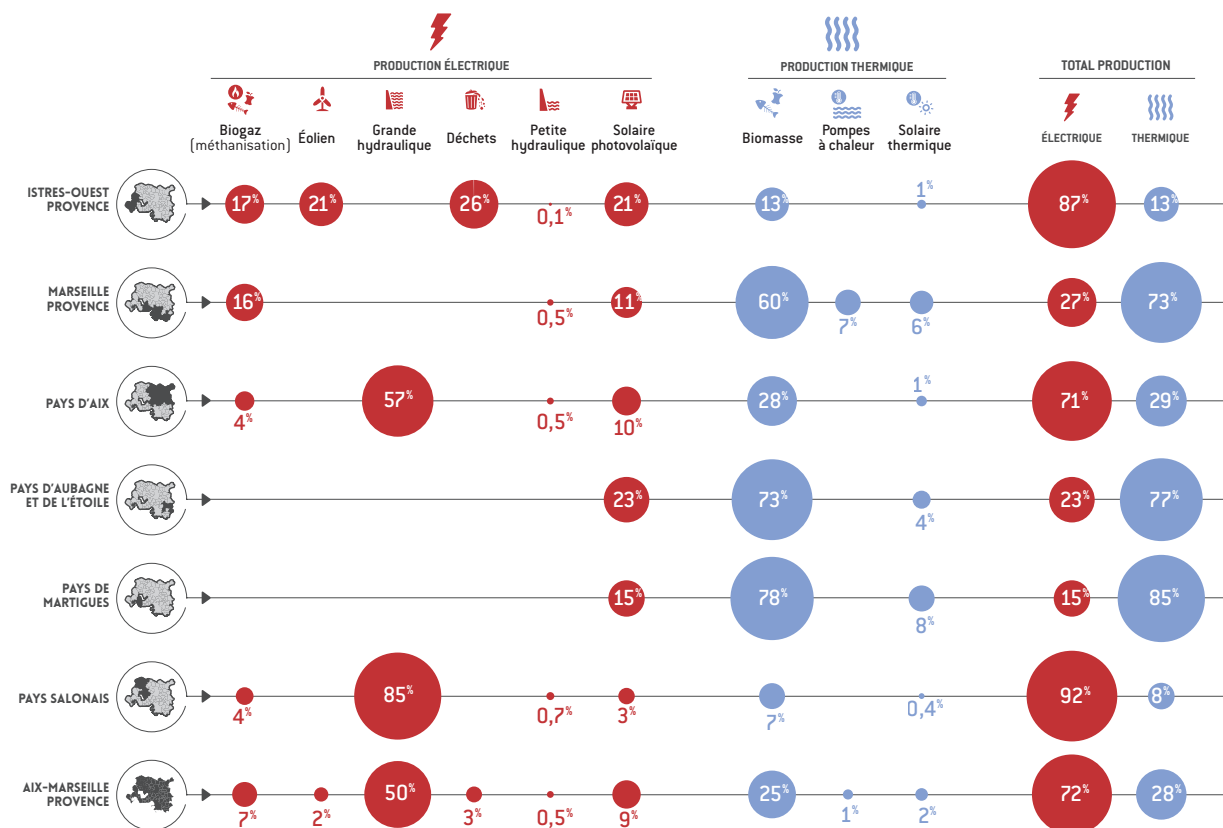 PRODUCTION ÉLECTRIQUE
PRODUCTION THERMIQUE
TOTAL PRODUCTION
Biogaz
(méthanisation)
Éolien
Grande
hydraulique
Déchets
Petite
hydraulique
Solaire
photovolaïque
Biomasse
Pompes
à chaleur
Solaire
thermique
ÉLECTRIQUE
THERMIQUE
ISTRES-OUEST
PROVENCE
17% 21% 26% 0,1% 21% 13% 1% 87% 13%
MARSEILLE
PROVENCE
16% 0,5% 11% 60% 7% 6% 27% 73%
PAYS D'AIX
4% 57% 0,5% 10% 28% 1% 71% 29%
PAYS D'AUBAGNE
ET DE L'ÉTOILE
23% 73% 4% 23% 77%
PAYS DE
MARTIGUES
15% 78% 8% 15% 85%
PAYS SALONAIS
4% 85% 0,7% 3% 7% 0,4% 92% 8%
AIX-MARSEILLE
PROVENCE
7% 2% 50% 3% 0,5% 9% 25% 1% 2% 72% 28%